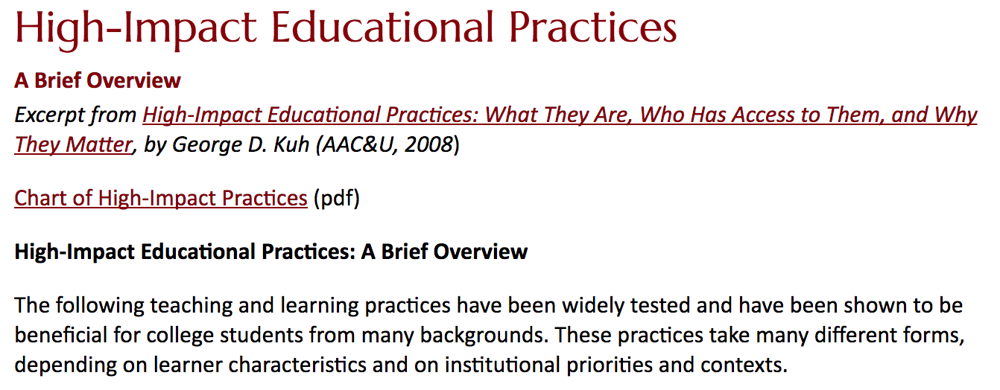 High-Impact Educational Practices
A Brief Overview
Excerpt from High-Impact Educational Practices: What They Are, Who Has Access to Them, and Why
They Matter, by George D. Kuh (AAC&U, 2008)
Chart of High-Impact Practices (pdf)
High-Impact Educational Practices: A Brief Overview
The following teaching and learning practices have been widely tested and have been shown to be
beneficial for college students from many backgrounds. These practices take many different forms,
depending on learner characteristics and on institutional priorities and contexts.